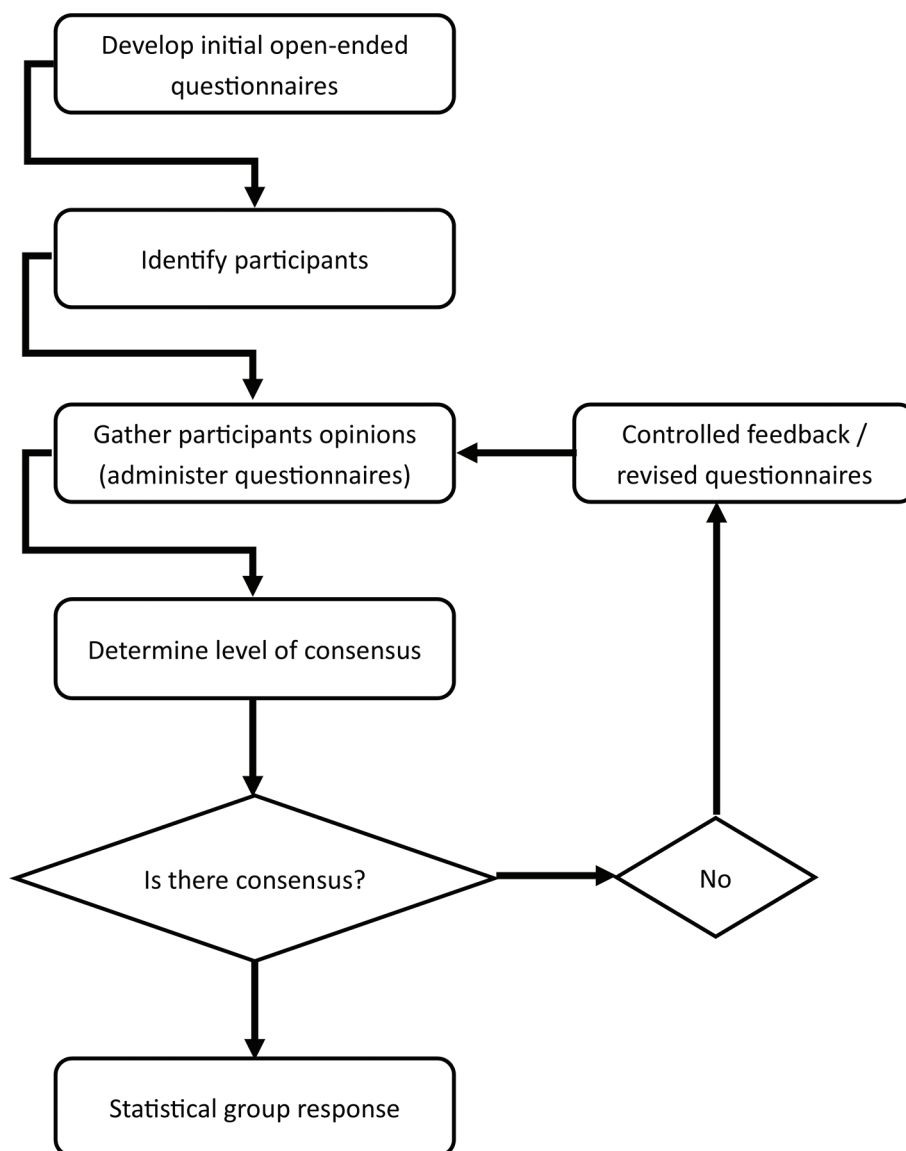 Develop initial open-ended
questionnaires
Identify participants
Gather participants opinions
(administer questionnaires)
Controlled feedback /
revised questionnaires
Determine level of consensus
Is there consensus?
No
Statistical group response